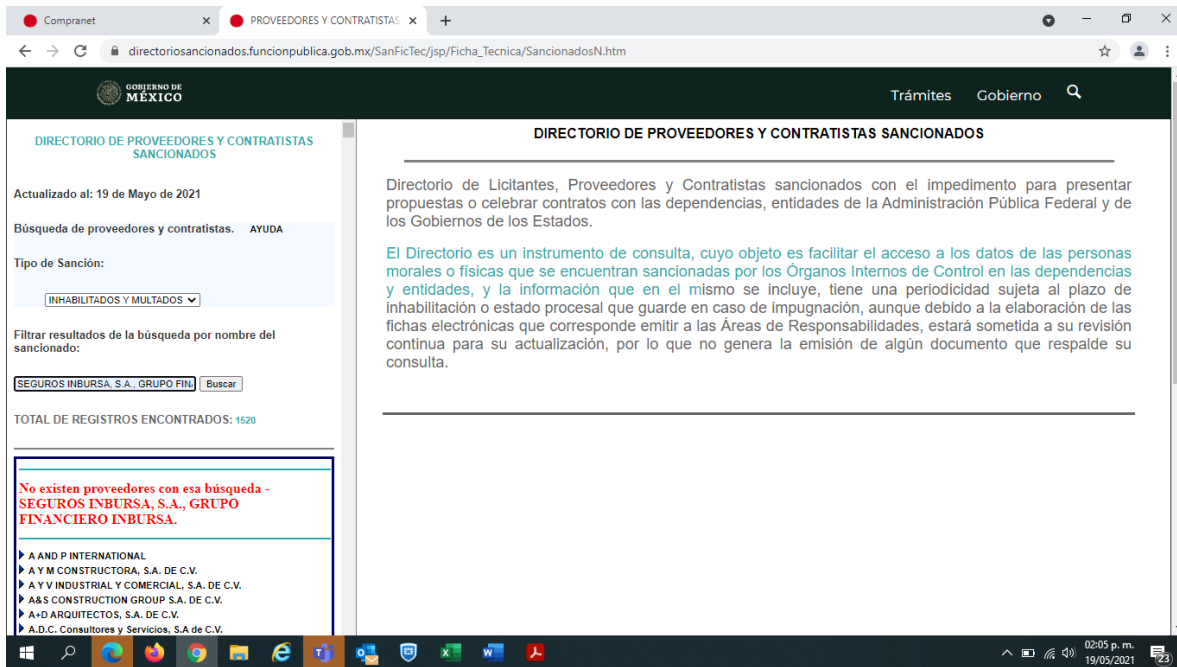 Compranet
PROVEEDORES Y CONTRATISTAS
directoriosancionados.funcionpublica.gob.mx/SanFicTec/jsp/Ficha_Tecnica/SancionadosN.htm
GOBIERNO DE
MÉXICO
Trámites Gobierno
DIRECTORIO DE PROVEEDORES Y CONTRATISTAS
SANCIONADOS
Actualizado al: 19 de Mayo de 2021
Búsqueda de proveedores y contratistas. AYUDA
Tipo de Sanción:
INHABILITADOS Y MULTADOS
Filtrar resultados de la búsqueda por nombre del
sancionado:
SEGUROS INBURSA, S.A., GRUPO FIN Buscar
TOTAL DE REGISTROS ENCONTRADOS: 1520
No existen proveedores con esa búsqueda -
SEGUROS INBURSA, S.A., GRUPO
FINANCIERO INBURSA.
A AND P INTERNATIONAL
A Y M CONSTRUCTORA, S.A. DE C.V.
A Y V INDUSTRIAL Y COMERCIAL, S.A. DE C.V.
A&S CONSTRUCTION GROUP S.A. DE C.V.
A+D ARQUITECTOS, S.A. DE C.V.
A.D.C. Consultores y Servicios, S.A de C.V.
DIRECTORIO DE PROVEEDORES Y CONTRATISTAS SANCIONADOS
Directorio de Licitantes, Proveedores y Contratistas sancionados con el impedimento para presentar
propuestas o celebrar contratos con las dependencias, entidades de la Administración Pública Federal y de
los Gobiernos de los Estados.
El Directorio es un instrumento de consulta, cuyo objeto es facilitar el acceso a los datos de las personas
morales o físicas que se encuentran sancionadas por los Órganos Internos de Control en las dependencias
y entidades, y la información que en el mismo se incluye, tiene una periodicidad sujeta al plazo de
inhabilitación o estado procesal que guarde en caso de impugnación, aunque debido a la elaboración de las
fichas electrónicas que corresponde emitir a las Áreas de Responsabilidades, estará sometida a su revisión
continua para su actualización, por lo que no genera la emisión de algún documento que respalde su
consulta.
02:05 p. m.
19/05/2021
23